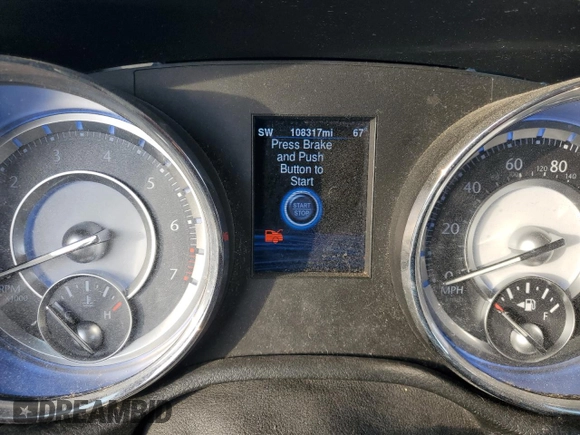 SW 108317mi 67°
Press Brake
and Push
Button to
Start
START
STOP
2 3 4 5 6 7
RPM
x1000
C H
0 20 40 60 80
120 140
MPH
F
DREAMBID